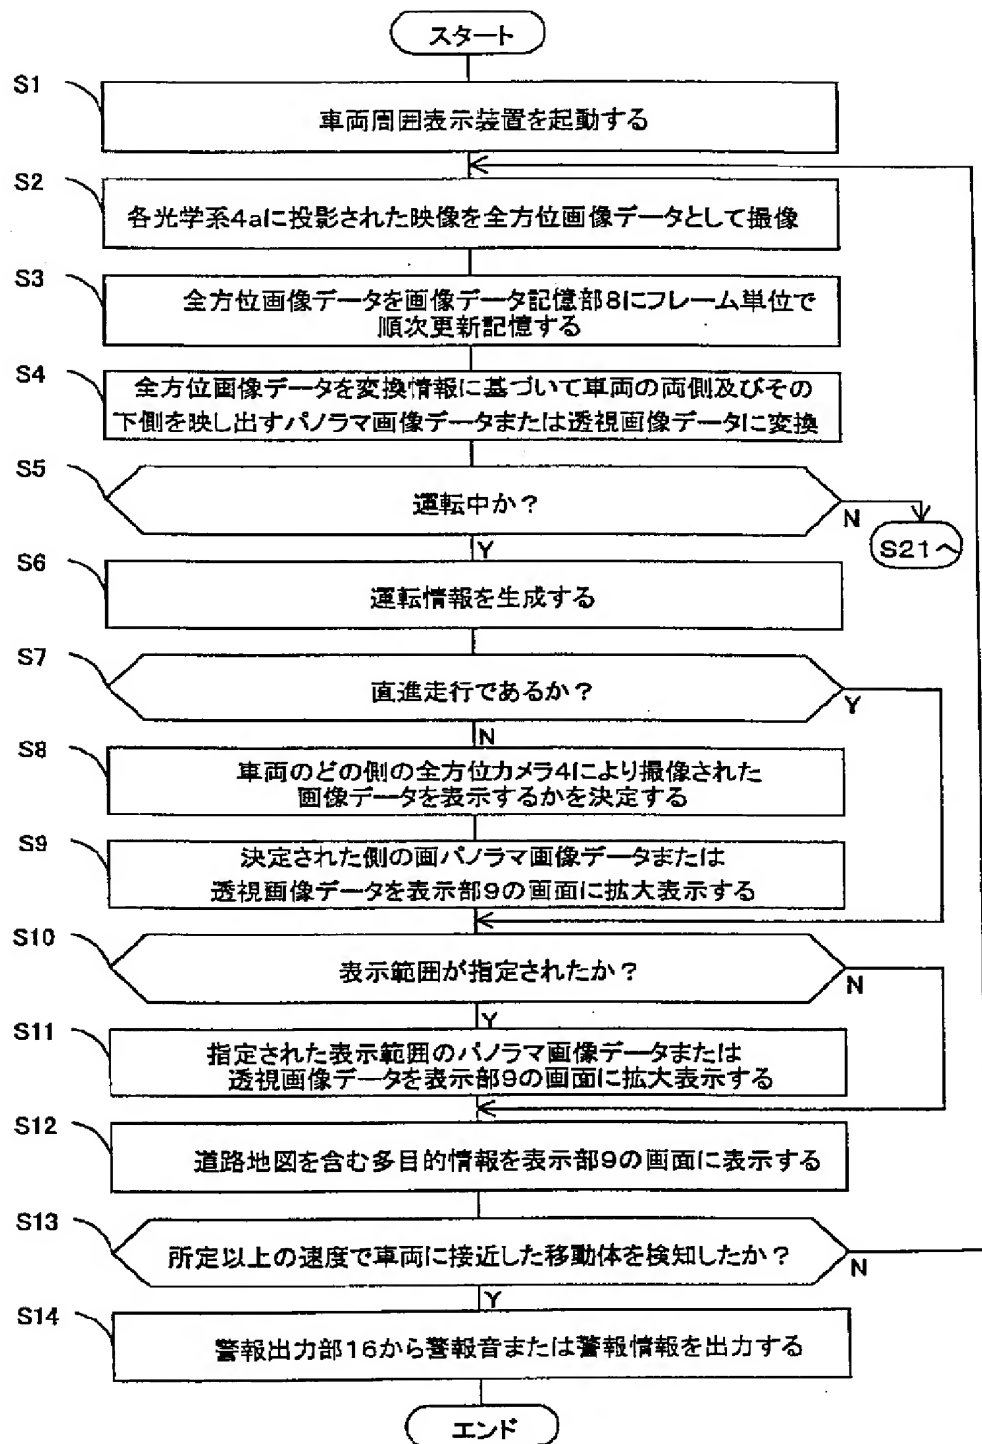 スタート
S1
車両周囲表示装置を起動する
S2
各光学系4aに投影された映像を全方位画像データとして撮像
S3
全方位画像データを画像データ記憶部8にフレーム単位で
順次更新記憶する
S4
全方位画像データを変換情報に基づいて車両の両側及びその
下側を映し出すパノラマ画像データまたは透視画像データに変換
S5
運転中か?
N
S21へ
Y
S6
運転情報を生成する
S7
直進走行であるか?
Y
N
S8
車両のどの側の全方位カメラ4により撮像された
画像データを表示するかを決定する
S9
決定された側の画パノラマ画像データまたは
透視画像データを表示部9の画面に拡大表示する
S10
表示範囲が指定されたか?
N
Y
S11
指定された表示範囲のパノラマ画像データまたは
透視画像データを表示部9の画面に拡大表示する
S12
道路地図を含む多目的情報を表示部9の画面に表示する
S13
所定以上の速度で車両に接近した移動体を検知したか?
N
Y
S14
警報出力部16から警報音または警報情報を出力する
エンド